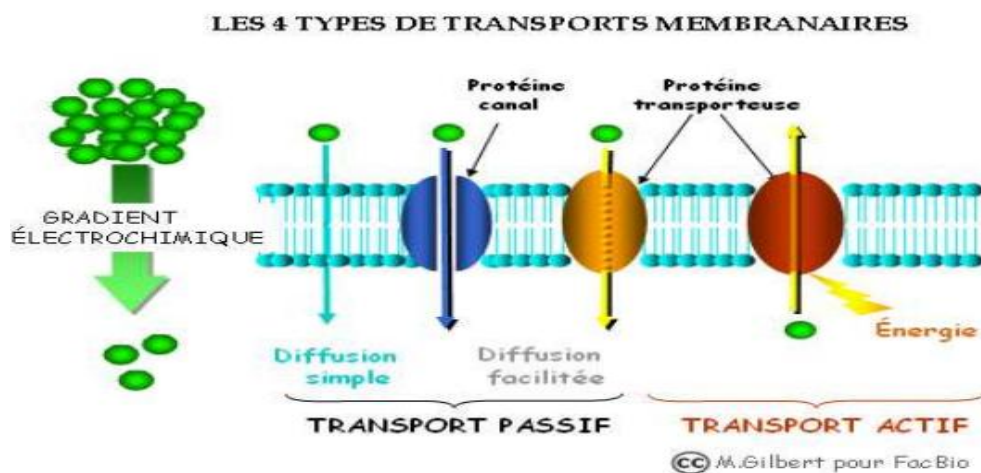 LES 4 TYPES DE TRANSPORTS MEMBRANAIRES
Protéine
canal
Protéine
transporteuse
GRADIENT
ÉLECTROCHIMIQUE
Énergie
Diffusion
simple
Diffusion
facilitée
TRANSPORT PASSIF
TRANSPORT ACTIF
cc M.Gilbert pour FacBio